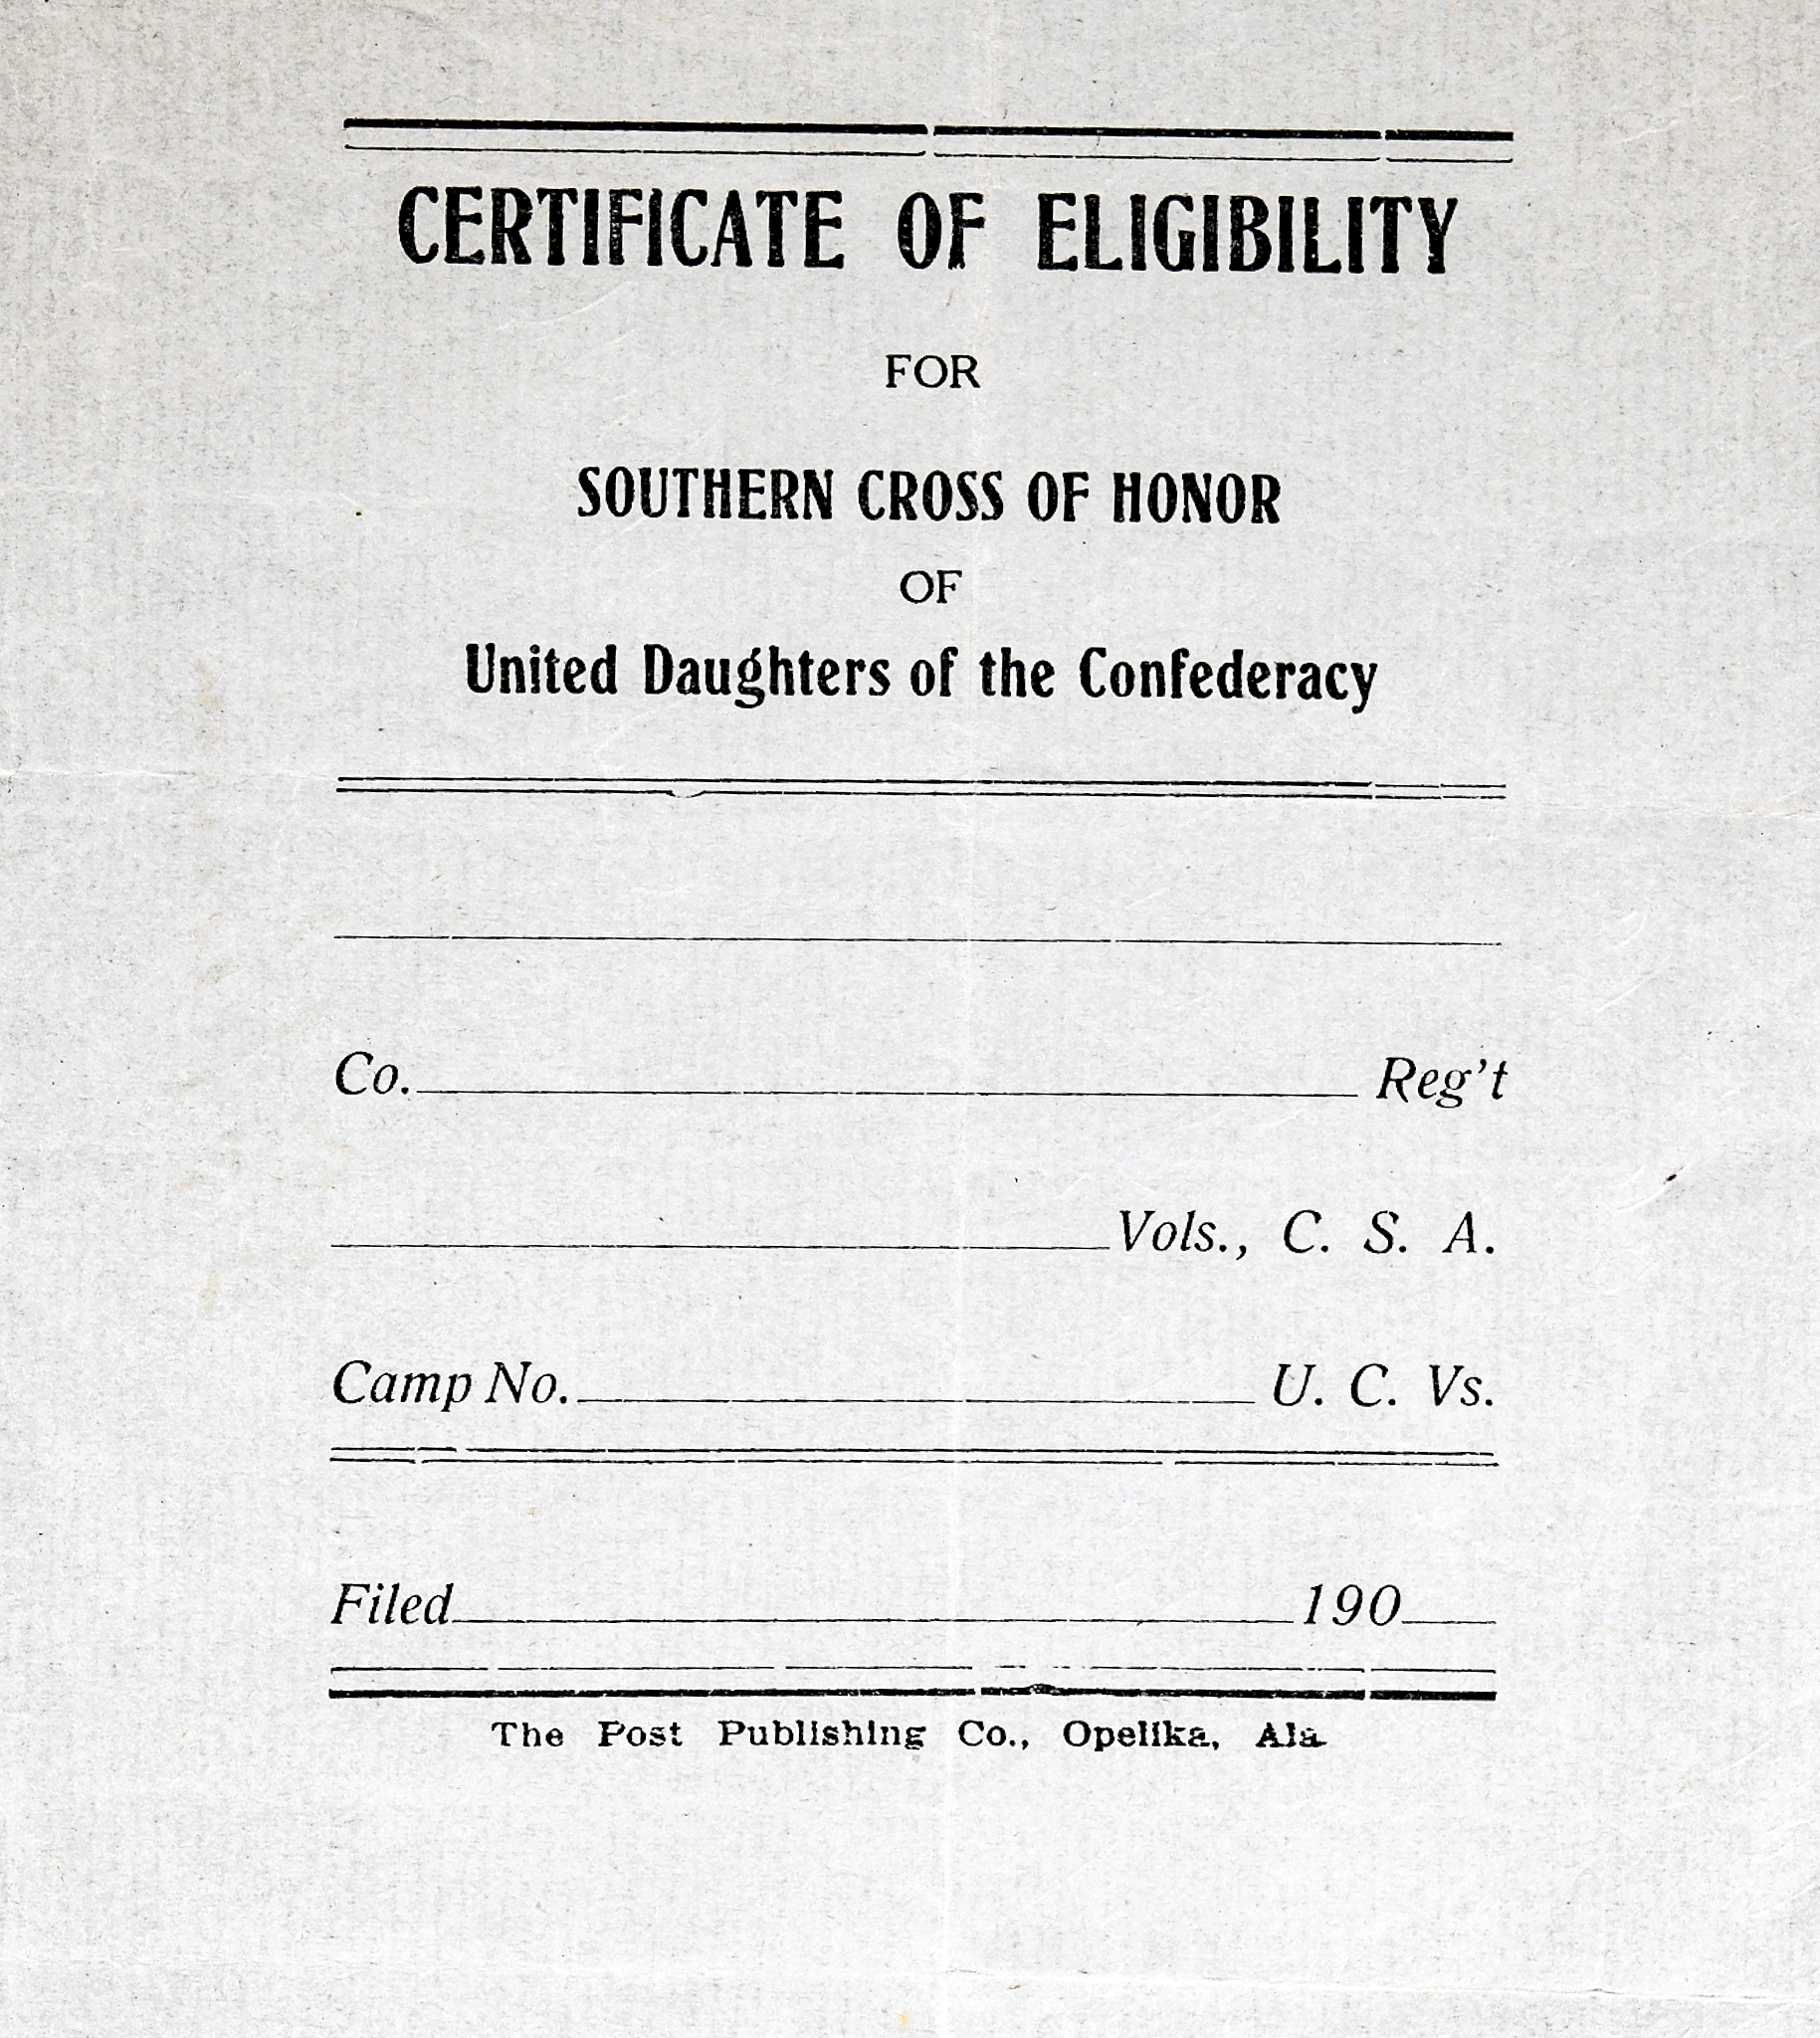 CERTIFICATE OF ELIGIBILITY
FOR
SOUTHERN CROSS OF HONOR
OF
United Daughters of the Confederacy
Co. Reg't
Vols., C. S. A.
Camp No. U. C. Vs.
Filed 190
The Post Publishing Co., Opelika, Ala